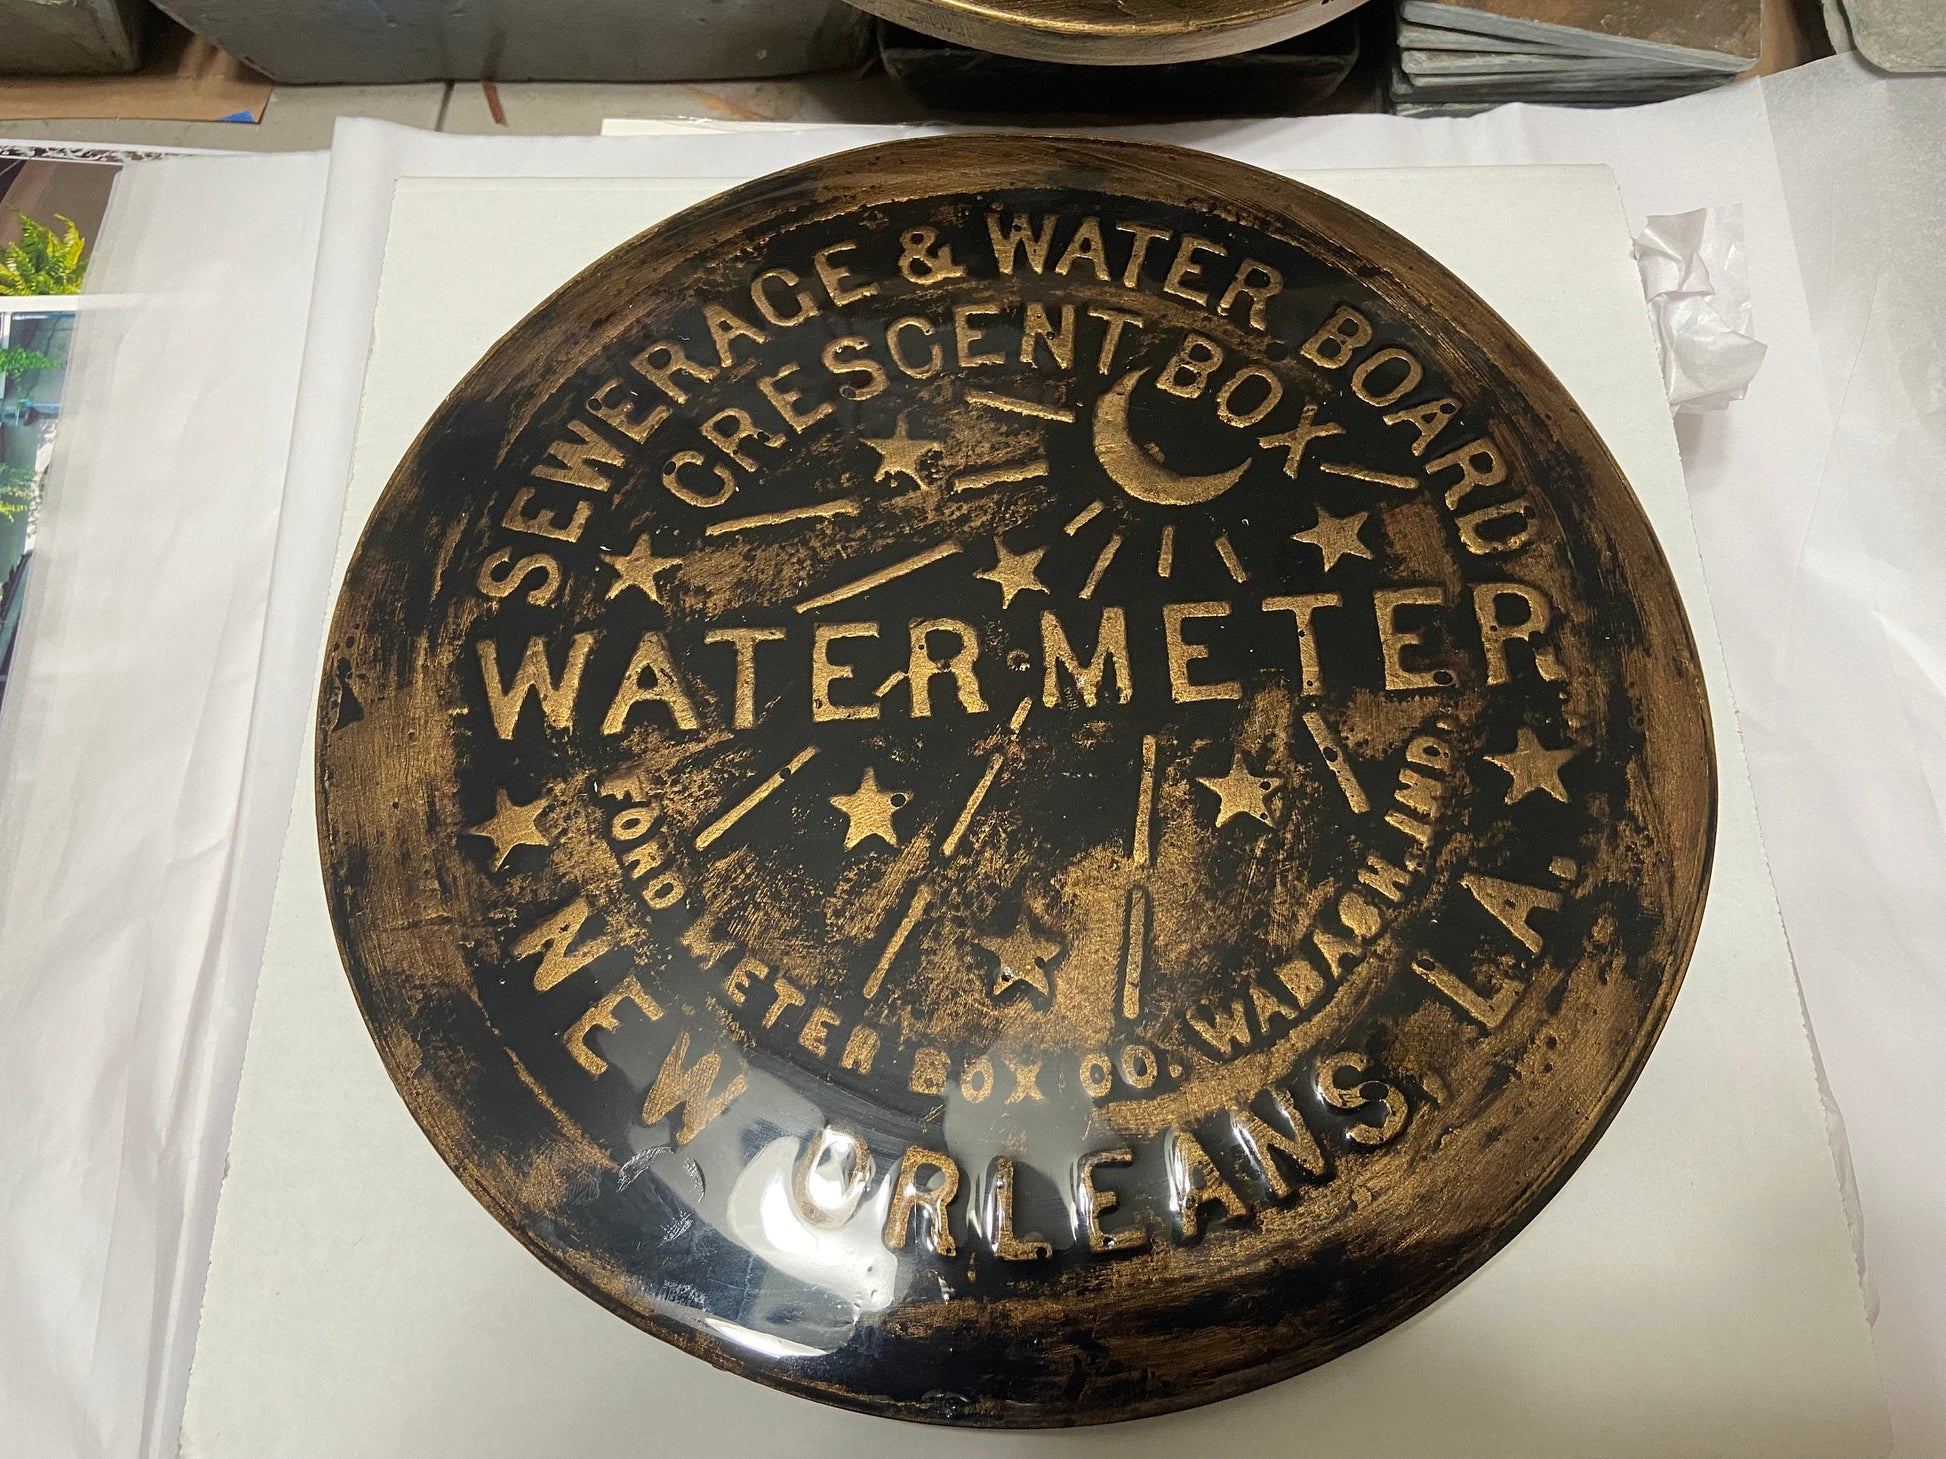 SEWERAGE & WATER BOARD
CRESCENT BOX
WATER METER
FORD METER BOX CO. WABASH. IND.
NEW ORLEANS, LA.